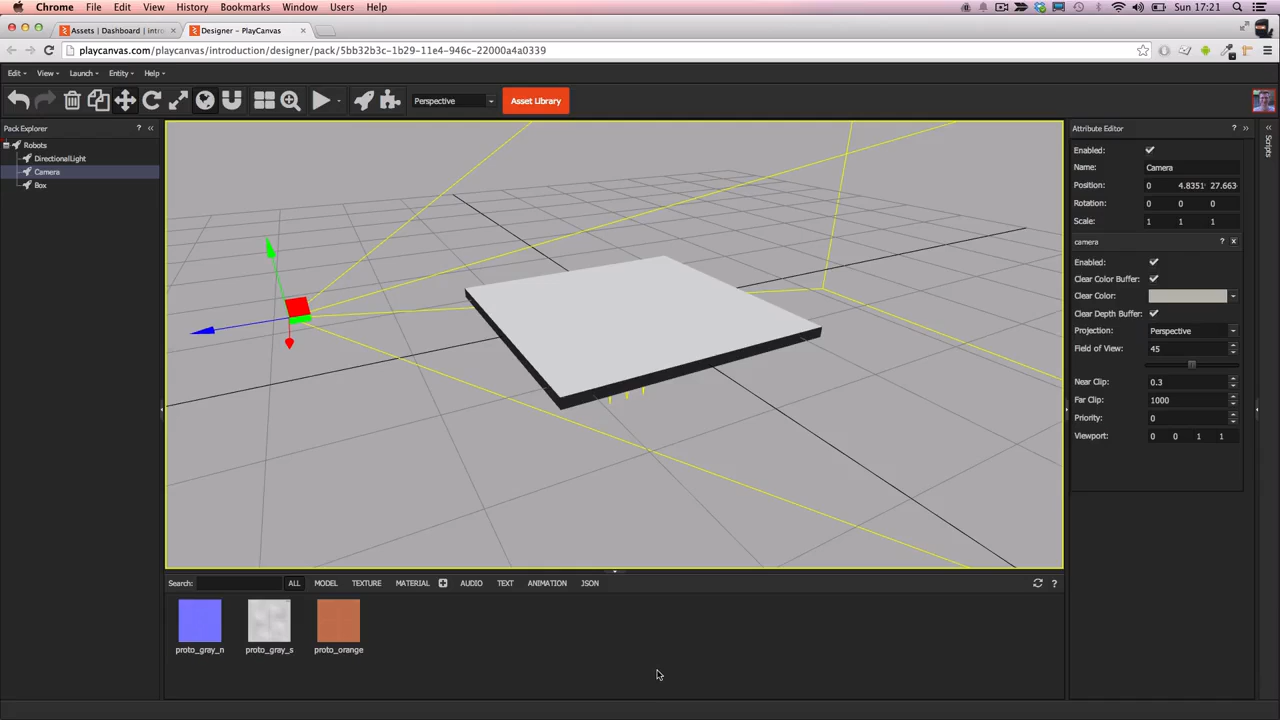 Chrome File Edit View History Bookmarks Window Users Help Sun 17:21
Assets | Dashboard | intro
Designer - PlayCanvas
playcanvas.com/playcanvas/introduction/designer/pack/5bb32b3c-1b29-11e4-946c-22000a4a0339
Edit View Launch Entity Help
Perspective Asset Library
Pack Explorer ?
Robots
DirectionalLight
Camera
Box
Attribute Editor ?
Enabled:
Name: Camera
Position: 0 4.8351 27.663
Rotation: 0 0 0
Scale: 1 1 1
camera ?
Enabled:
Clear Color Buffer:
Clear Color:
Clear Depth Buffer:
Projection: Perspective
Field of View: 45
Near Clip: 0.3
Far Clip: 1000
Priority: 0
Viewport: 0 0 1 1
Scripts
Search: ALL MODEL TEXTURE MATERIAL AUDIO TEXT ANIMATION JSON ?
proto_gray_n proto_gray_s proto_orange